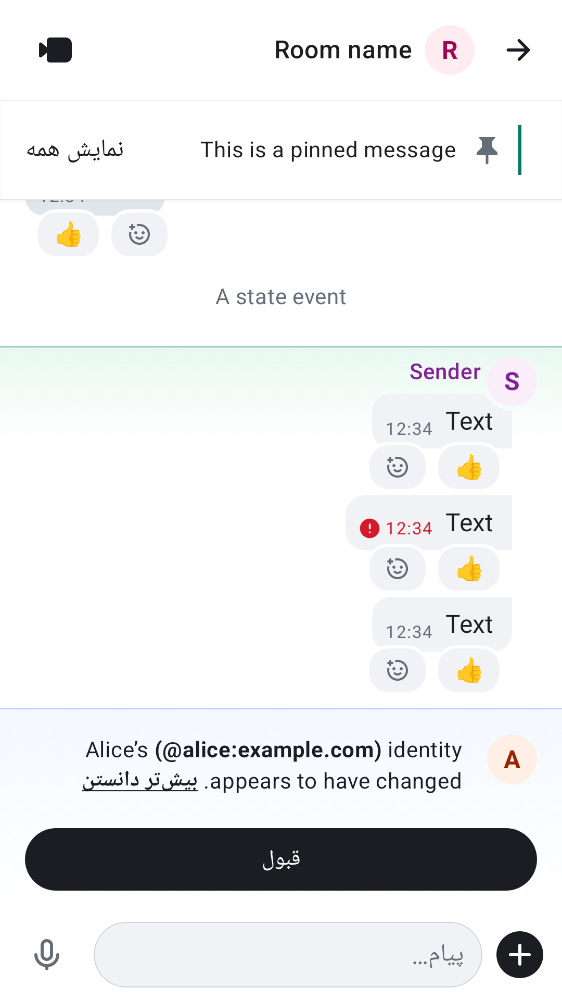 Room name
R
This is a pinned message
نمایش همه
👍
A state event
Sender
S
Text
12:34
👍
Text
12:34
👍
Text
12:34
👍
A
Alice’s (@alice:example.com) identity
appears to have changed. بیش‌تر دانستن
قبول
پیام…